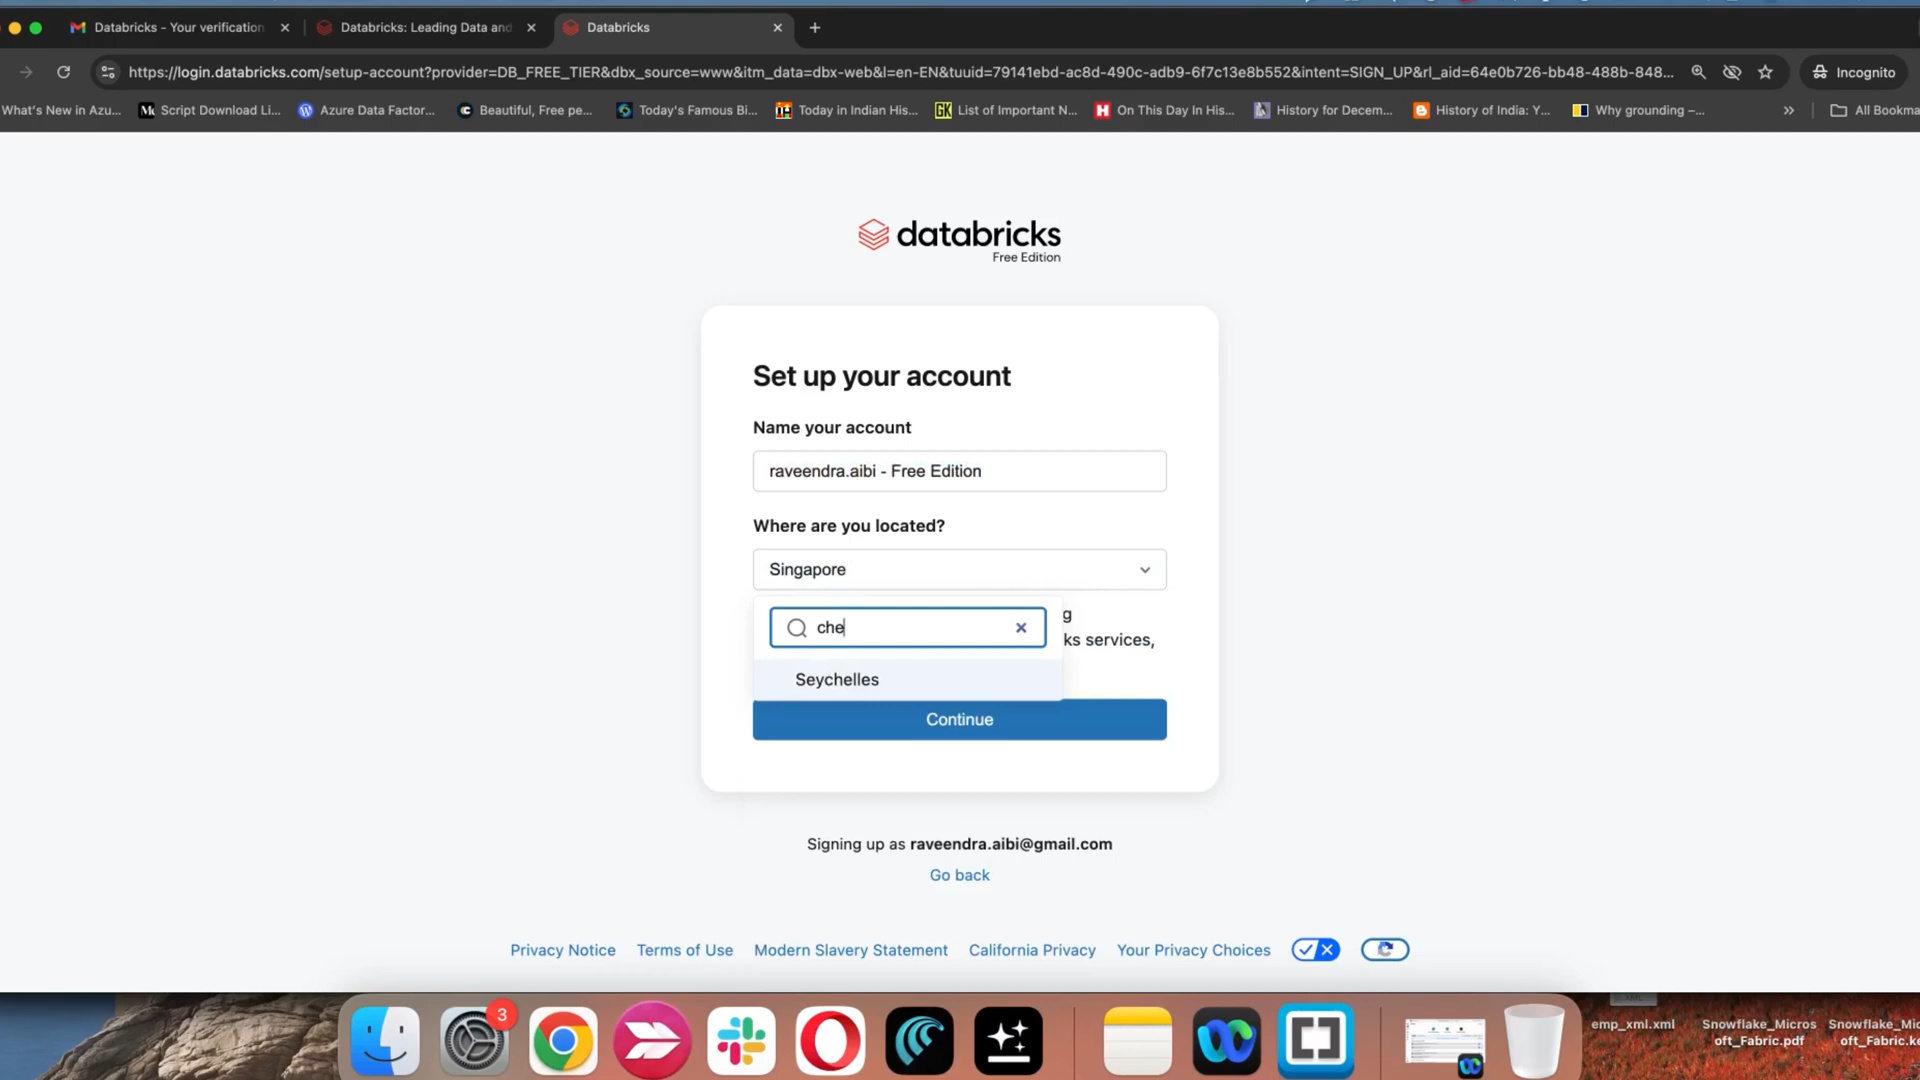 Databricks - Your verification
Databricks: Leading Data and
Databricks
https://login.databricks.com/setup-account?provider=DB_FREE_TIER&dbx_source=www&itm_data=dbx-web&l=en-EN&tuuid=79141ebd-ac8d-490c-adb9-6f7c13e8b552&intent=SIGN_UP&rl_aid=64e0b726-bb48-488b-848...
Incognito
What's New in Azu...
Script Download Li...
Azure Data Factor...
Beautiful, Free pe...
Today's Famous Bi...
Today in Indian His...
List of Important N...
On This Day In His...
History for Decem...
History of India: Y...
Why grounding –...
All Bookma
databricks
Free Edition
Set up your account
Name your account
raveendra.aibi - Free Edition
Where are you located?
Singapore
g
che
ks services,
Seychelles
Continue
Signing up as raveendra.aibi@gmail.com
Go back
Privacy Notice
Terms of Use
Modern Slavery Statement
California Privacy
Your Privacy Choices
3
XML
emp_xml.xml
Snowflake_Micros
oft_Fabric.pdf
Snowflake_Mic
oft_Fabric.ke